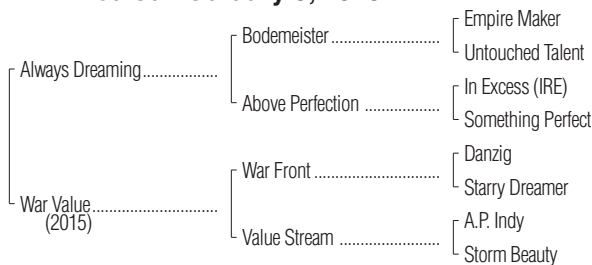 Empire Maker
Bodemeister
Untouched Talent
Always Dreaming
In Excess (IRE)
Above Perfection
Something Perfect
Danzig
War Front
Starry Dreamer
War Value
(2015)
A.P. Indy
Value Stream
Storm Beauty